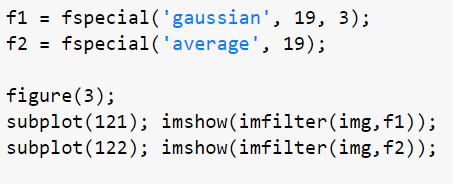 f1 = fspecial('gaussian', 19, 3);
f2 = fspecial('average', 19);
figure(3);
subplot(121); imshow(imfilter(img,f1));
subplot(122); imshow(imfilter(img,f2));